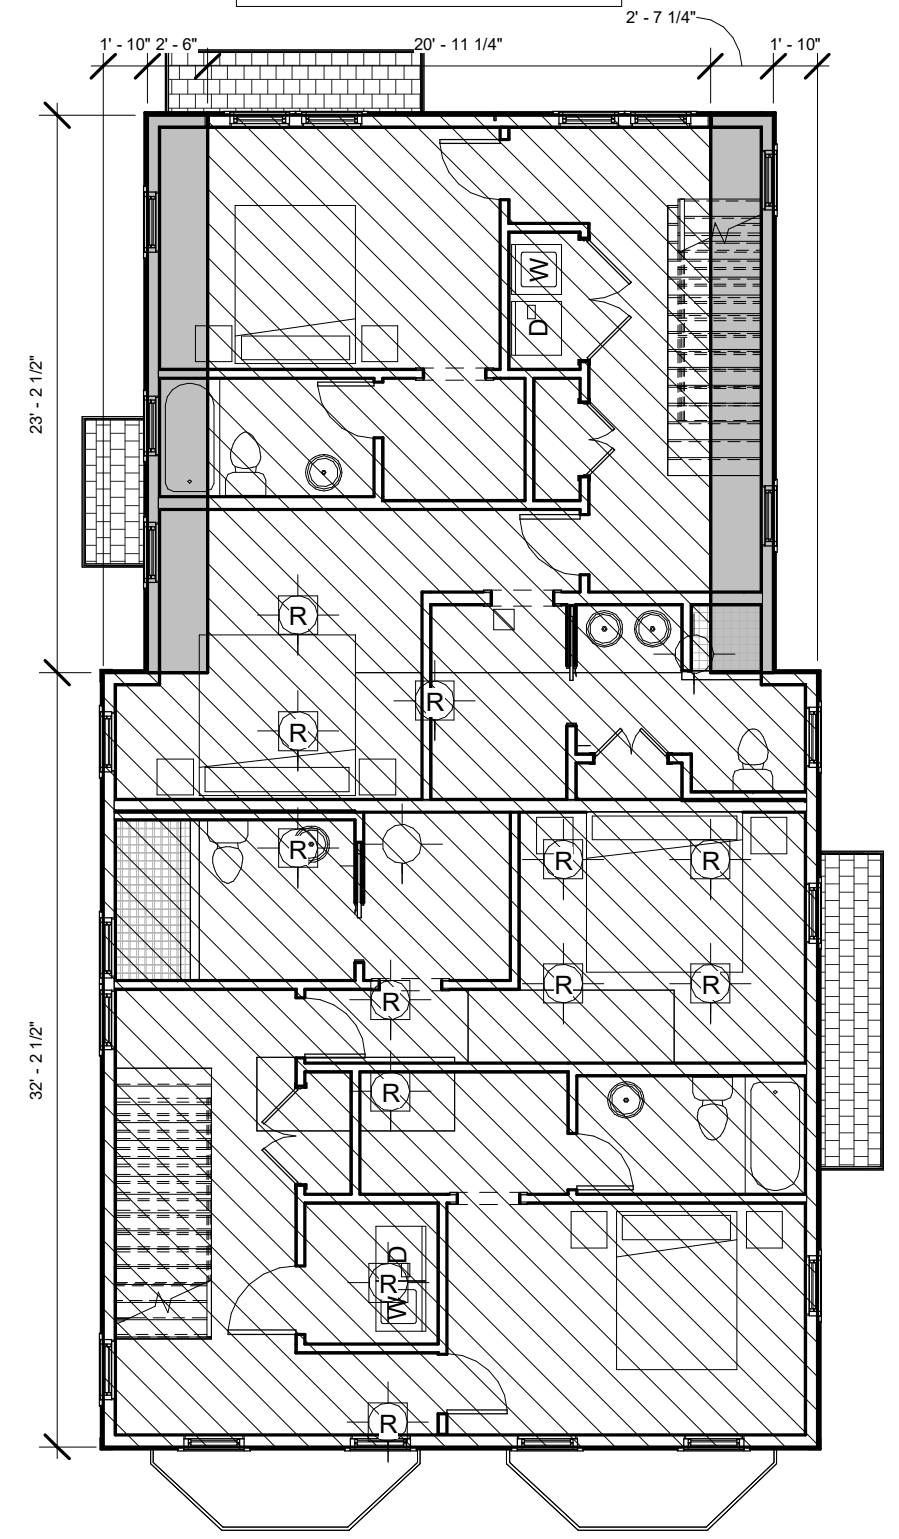 2' - 7 1/4"
1' - 10" 2' - 6" 20' - 11 1/4" 1' - 10"
W
D
23' - 2 1/2"
R
R
R
R
R
R
R
R
R
R
32' - 2 1/2"
D
R
W
R